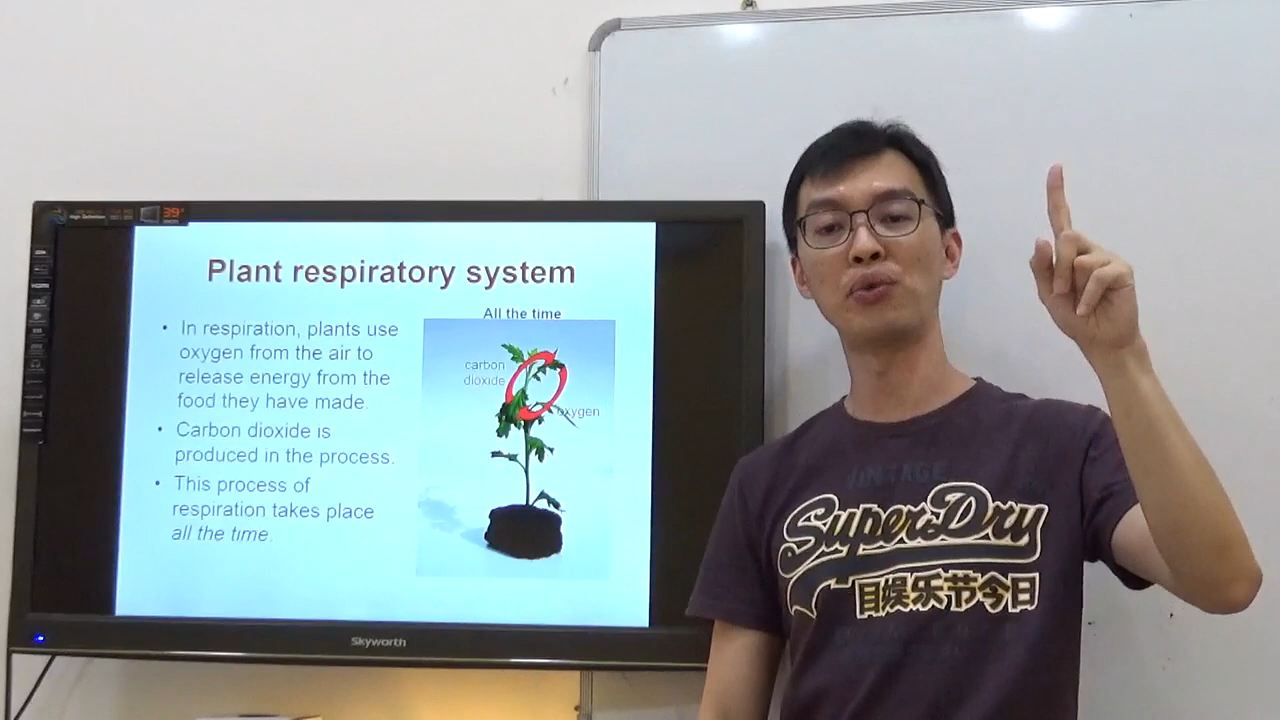 39"
Plant respiratory system
All the time
• In respiration, plants use
oxygen from the air to
release energy from the
food they have made.
• Carbon dioxide is
produced in the process.
• This process of
respiration takes place
all the time.
carbon
dioxide
oxygen
Skyworth
VINTAGE
SuperDry
目娱乐节今日